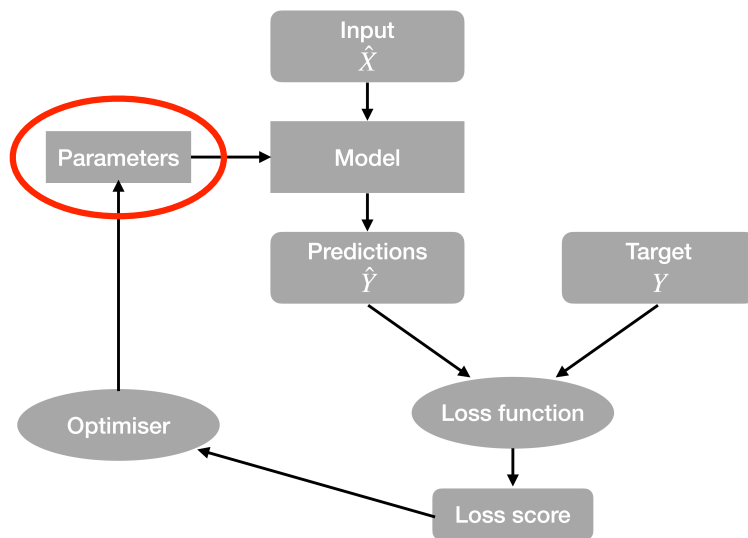 Input
X̂
Parameters
Model
Predictions
Ŷ
Target
Y
Optimiser
Loss function
Loss score